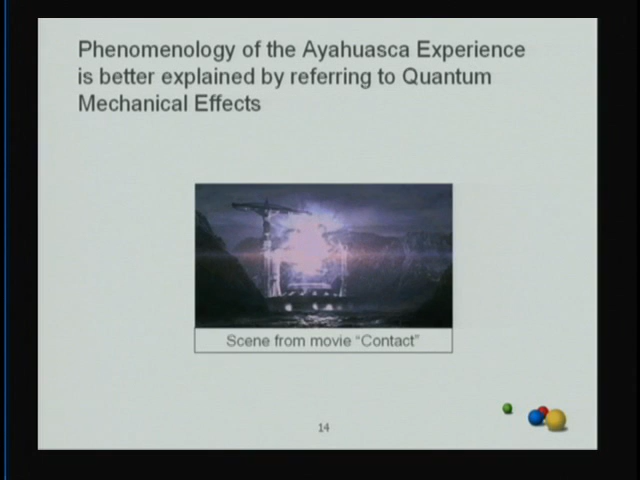 Phenomenology of the Ayahuasca Experience
is better explained by referring to Quantum
Mechanical Effects
Scene from movie “Contact”
14